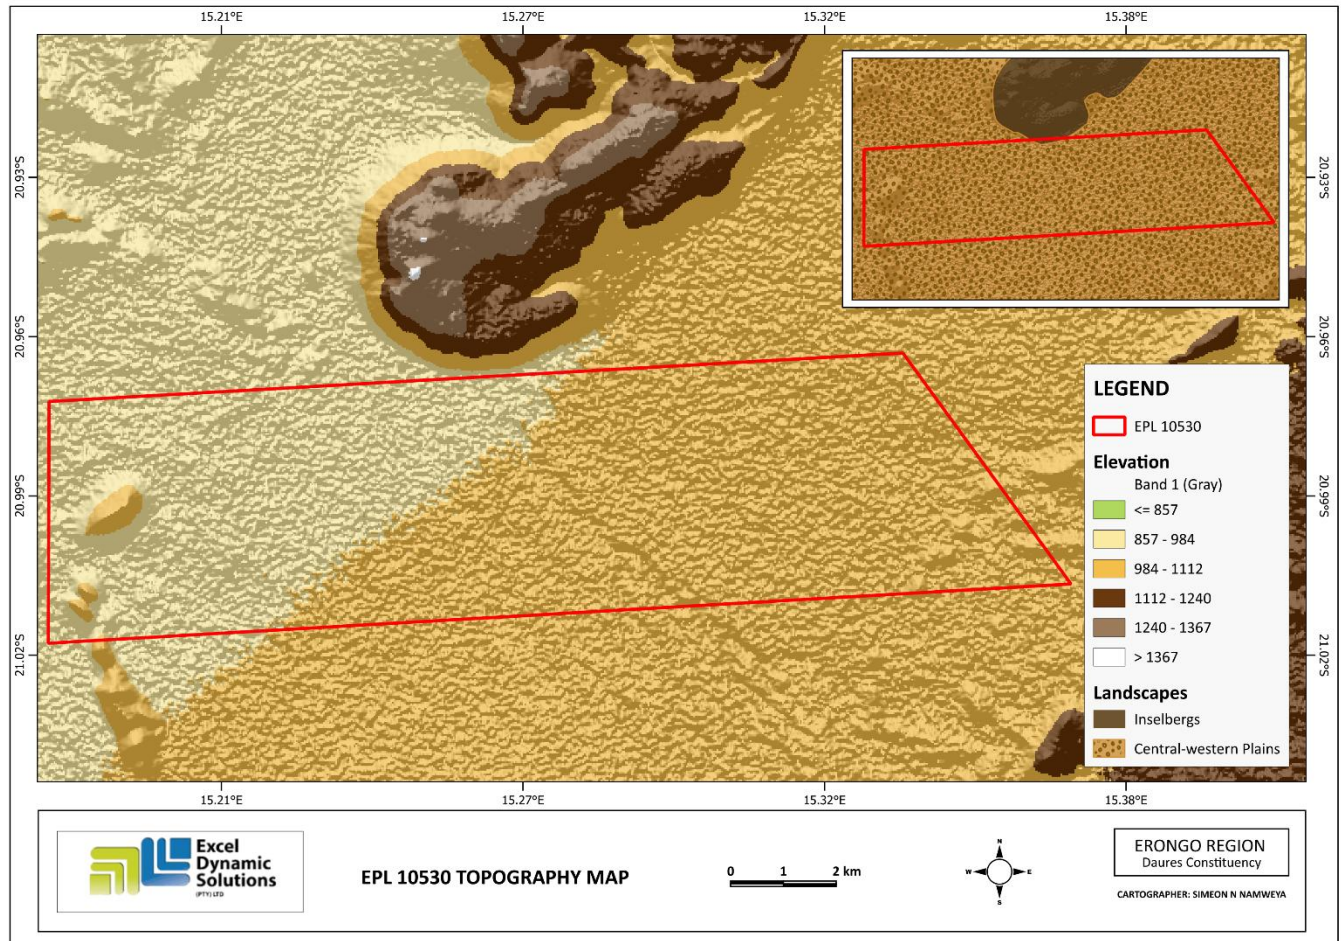 15.21°E 15.27°E 15.32°E 15.38°E
20.93°S
20.96°S
20.99°S
21.02°S
20.93°S
20.96°S
20.99°S
21.02°S
LEGEND
EPL 10530
Elevation
Band 1 (Gray)
<= 857
857 - 984
984 - 1112
1112 - 1240
1240 - 1367
> 1367
Landscapes
Inselbergs
Central-western Plains
15.21°E 15.27°E 15.32°E 15.38°E
Excel
Dynamic
Solutions
(PTY) LTD
EPL 10530 TOPOGRAPHY MAP
0 1 2 km
N
W E
S
ERONGO REGION
Daures Constituency
CARTOGRAPHER: SIMEON N NAMWEYA